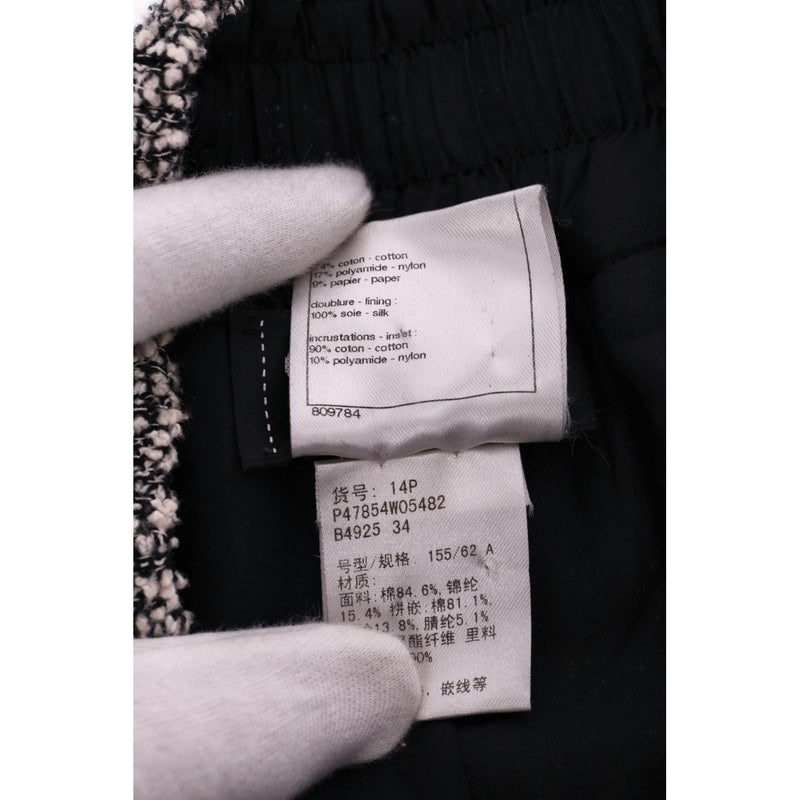 coton - cotton
17% polyamide - nylon
9% papier - paper
doublure - lining :
100% soie - silk
incrustations - inset :
90% coton - cotton
10% polyamide - nylon
809784
货号: 14P
P47854W05482
B4925 34
号型/规格 155/62 A
材质:
面料:棉84.6%,锦纶
15.4% 拼嵌:棉81.1%,
13.8%,腈纶5.1%
酯纤维 里料
00%
, 嵌线等